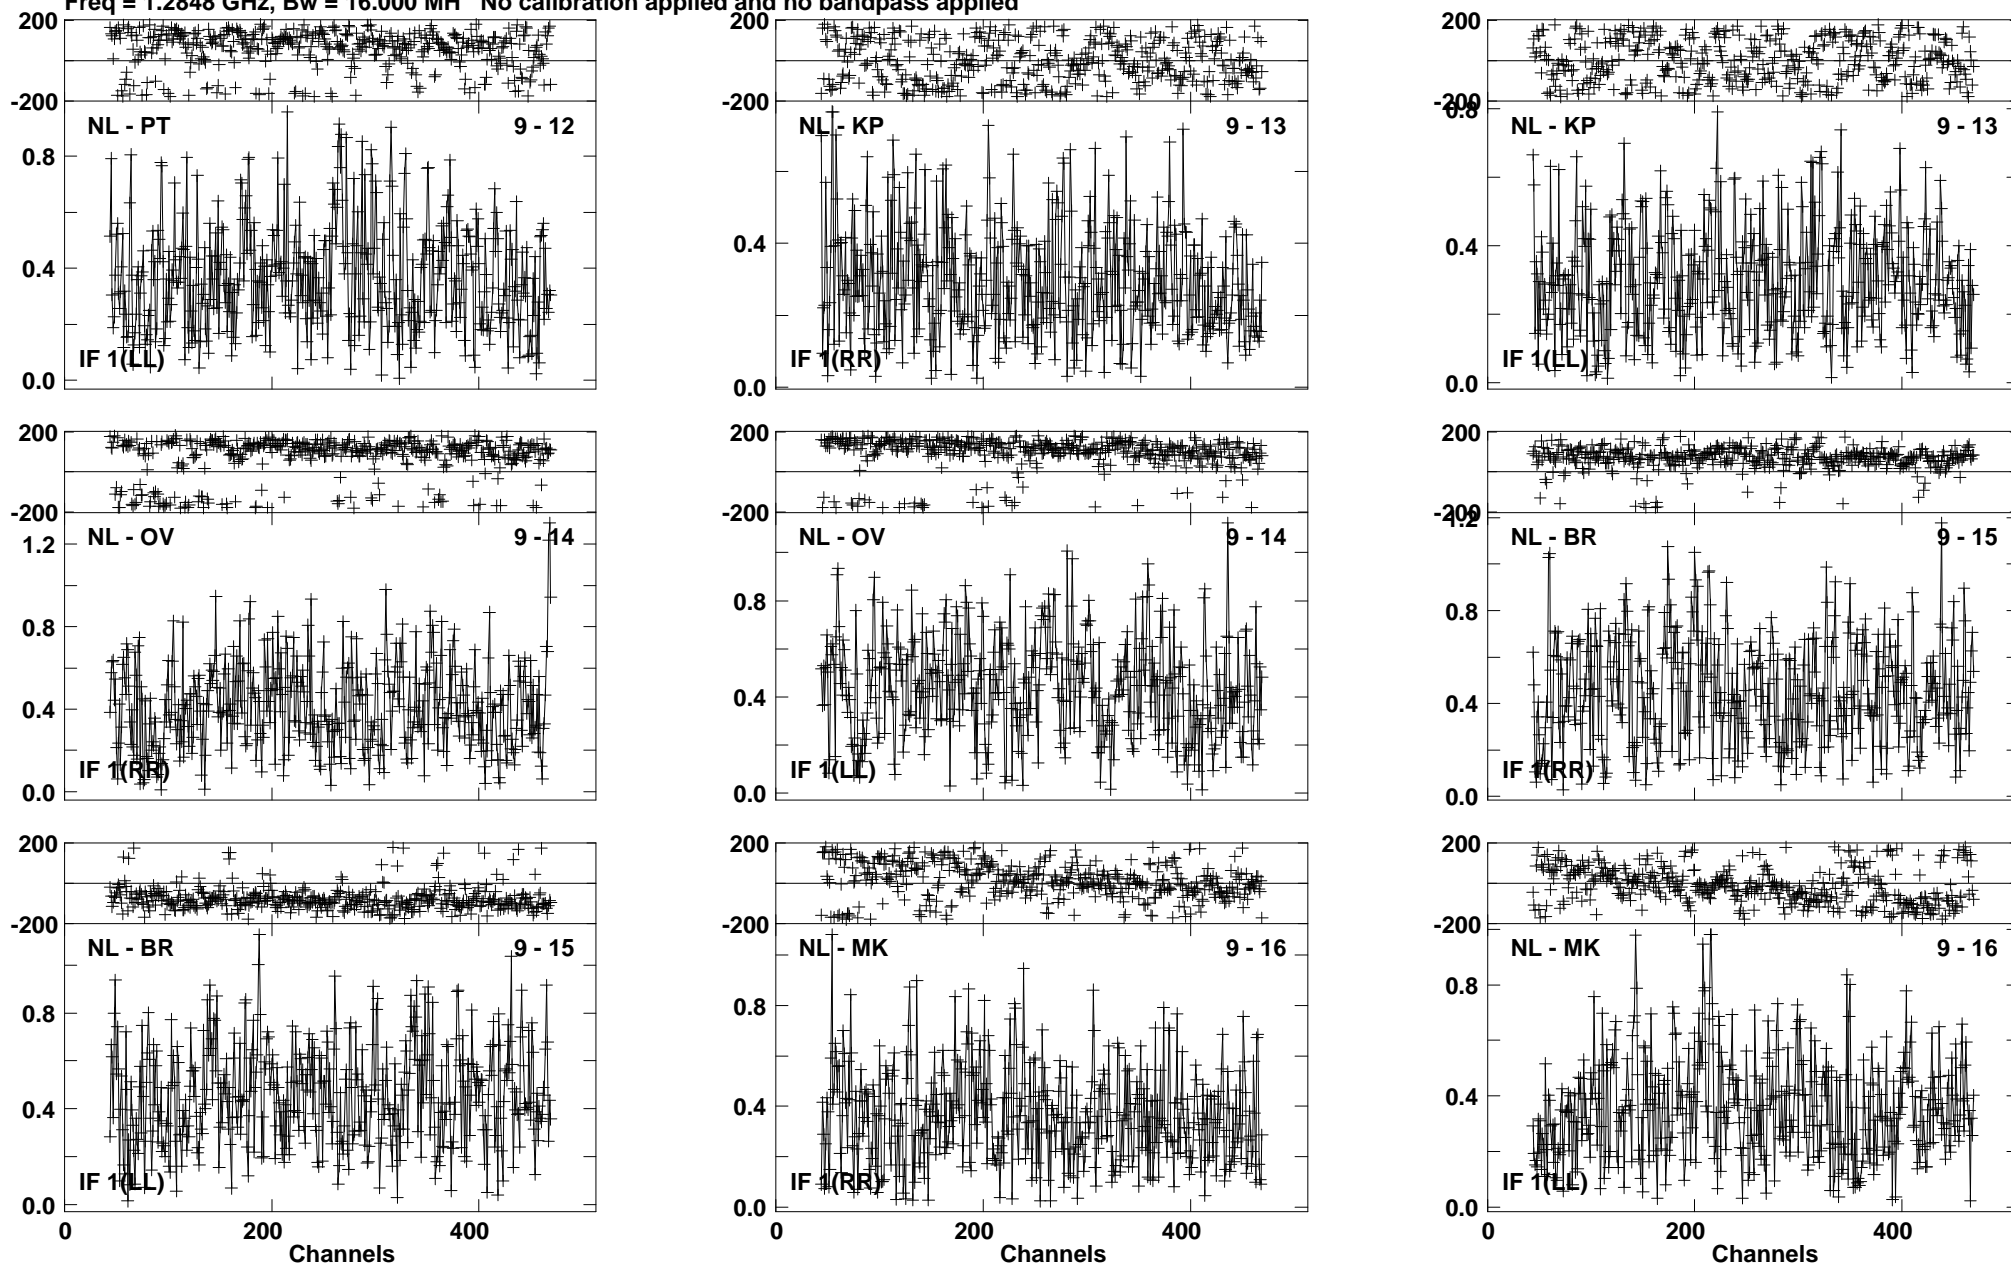 Freq = 1.2848 GHz, Bw = 16.000 MH No calibration applied and no bandpass applied
200 200 200
-200 -200 -200
NL - PT 9 - 12 NL - KP 9 - 13 NL - KP 9 - 13
0.8 0.8
0.4 0.4 0.4
IF 1(LL) IF 1(RR) IF 1(LL)
0.0 0.0 0.0
200 200 200
-200 -200 -200
1.2
NL - OV 9 - 14 NL - OV 9 - 14 NL - BR 9 - 15
1.2
0.8 0.8 0.8
0.4 0.4 0.4
IF 1(RR) IF 1(LL) IF 1(RR)
0.0 0.0 0.0
200 200 200
-200 -200 -200
NL - BR 9 - 15 NL - MK 9 - 16 NL - MK 9 - 16
0.8 0.8 0.8
0.4 0.4 0.4
IF 1(LL) IF 1(RR) IF 1(LL)
0.0 0.0 0.0
0 200 400 0 200 400 0 200 400
Channels Channels Channels